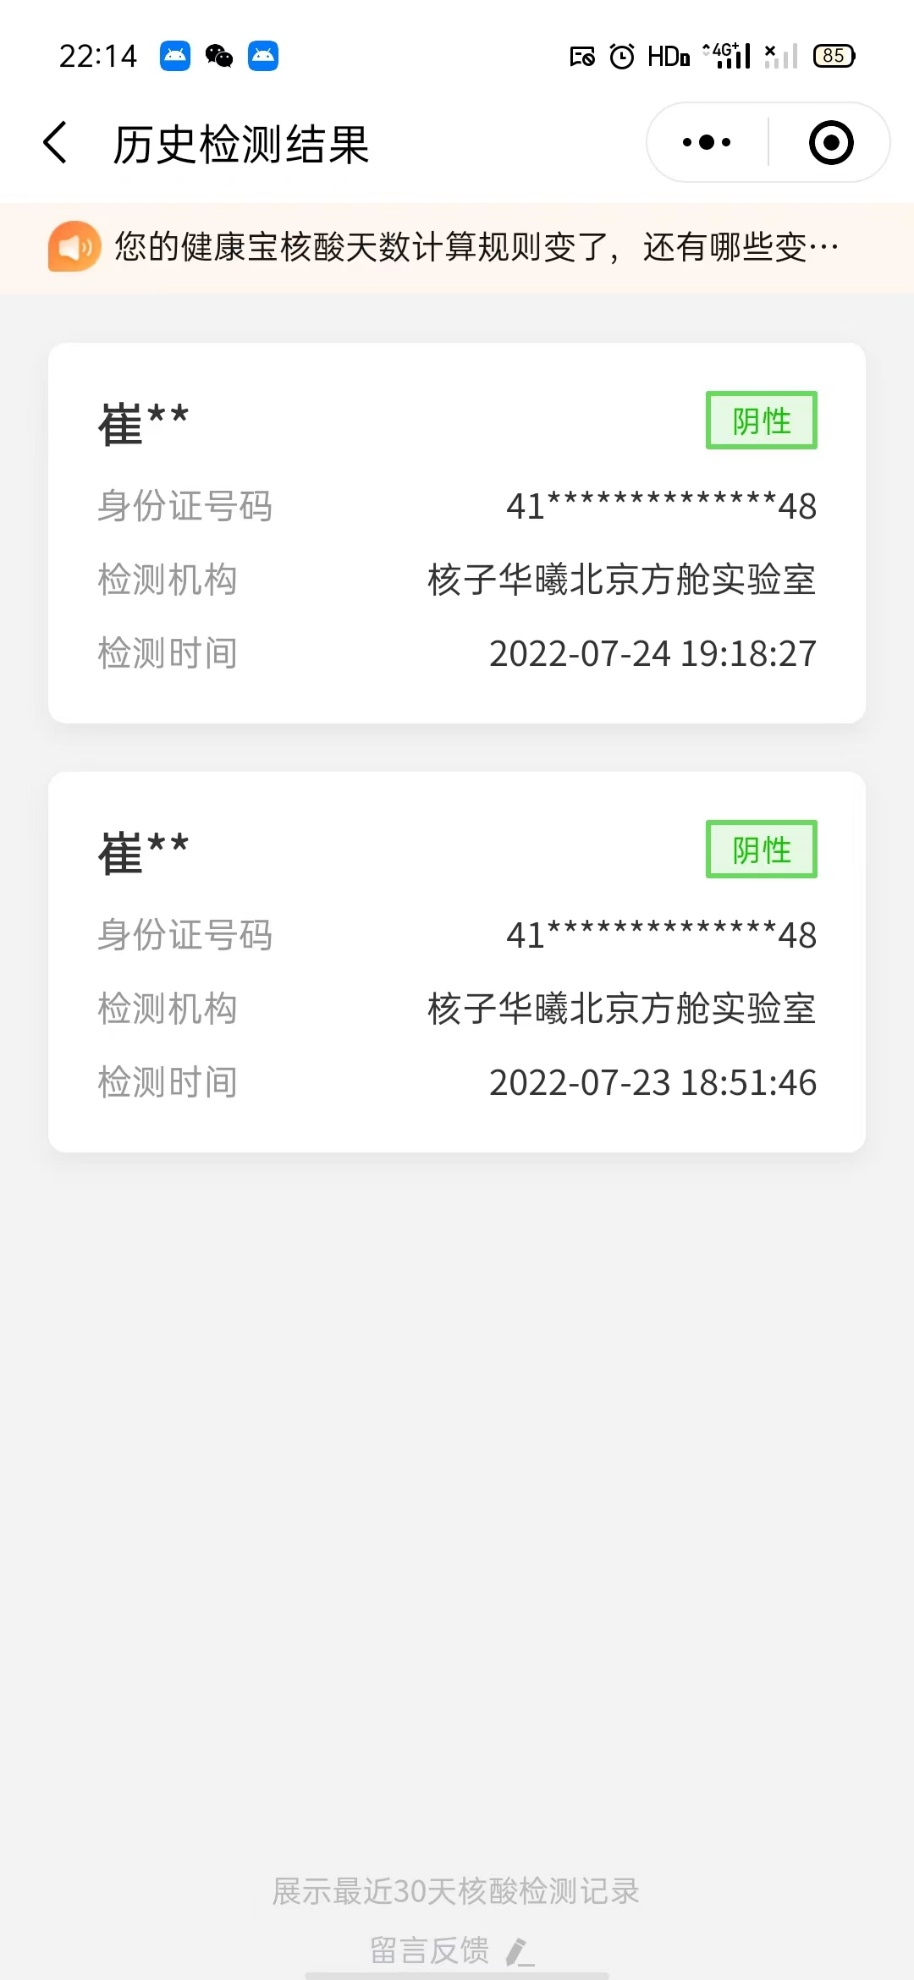 22:14 HD 4G+ 85
历史检测结果
您的健康宝核酸天数计算规则变了，还有哪些变…
崔**
阴性
身份证号码 41**************48
检测机构 核子华曦北京方舱实验室
检测时间 2022-07-24 19:18:27
崔**
阴性
身份证号码 41**************48
检测机构 核子华曦北京方舱实验室
检测时间 2022-07-23 18:51:46
展示最近30天核酸检测记录
留言反馈